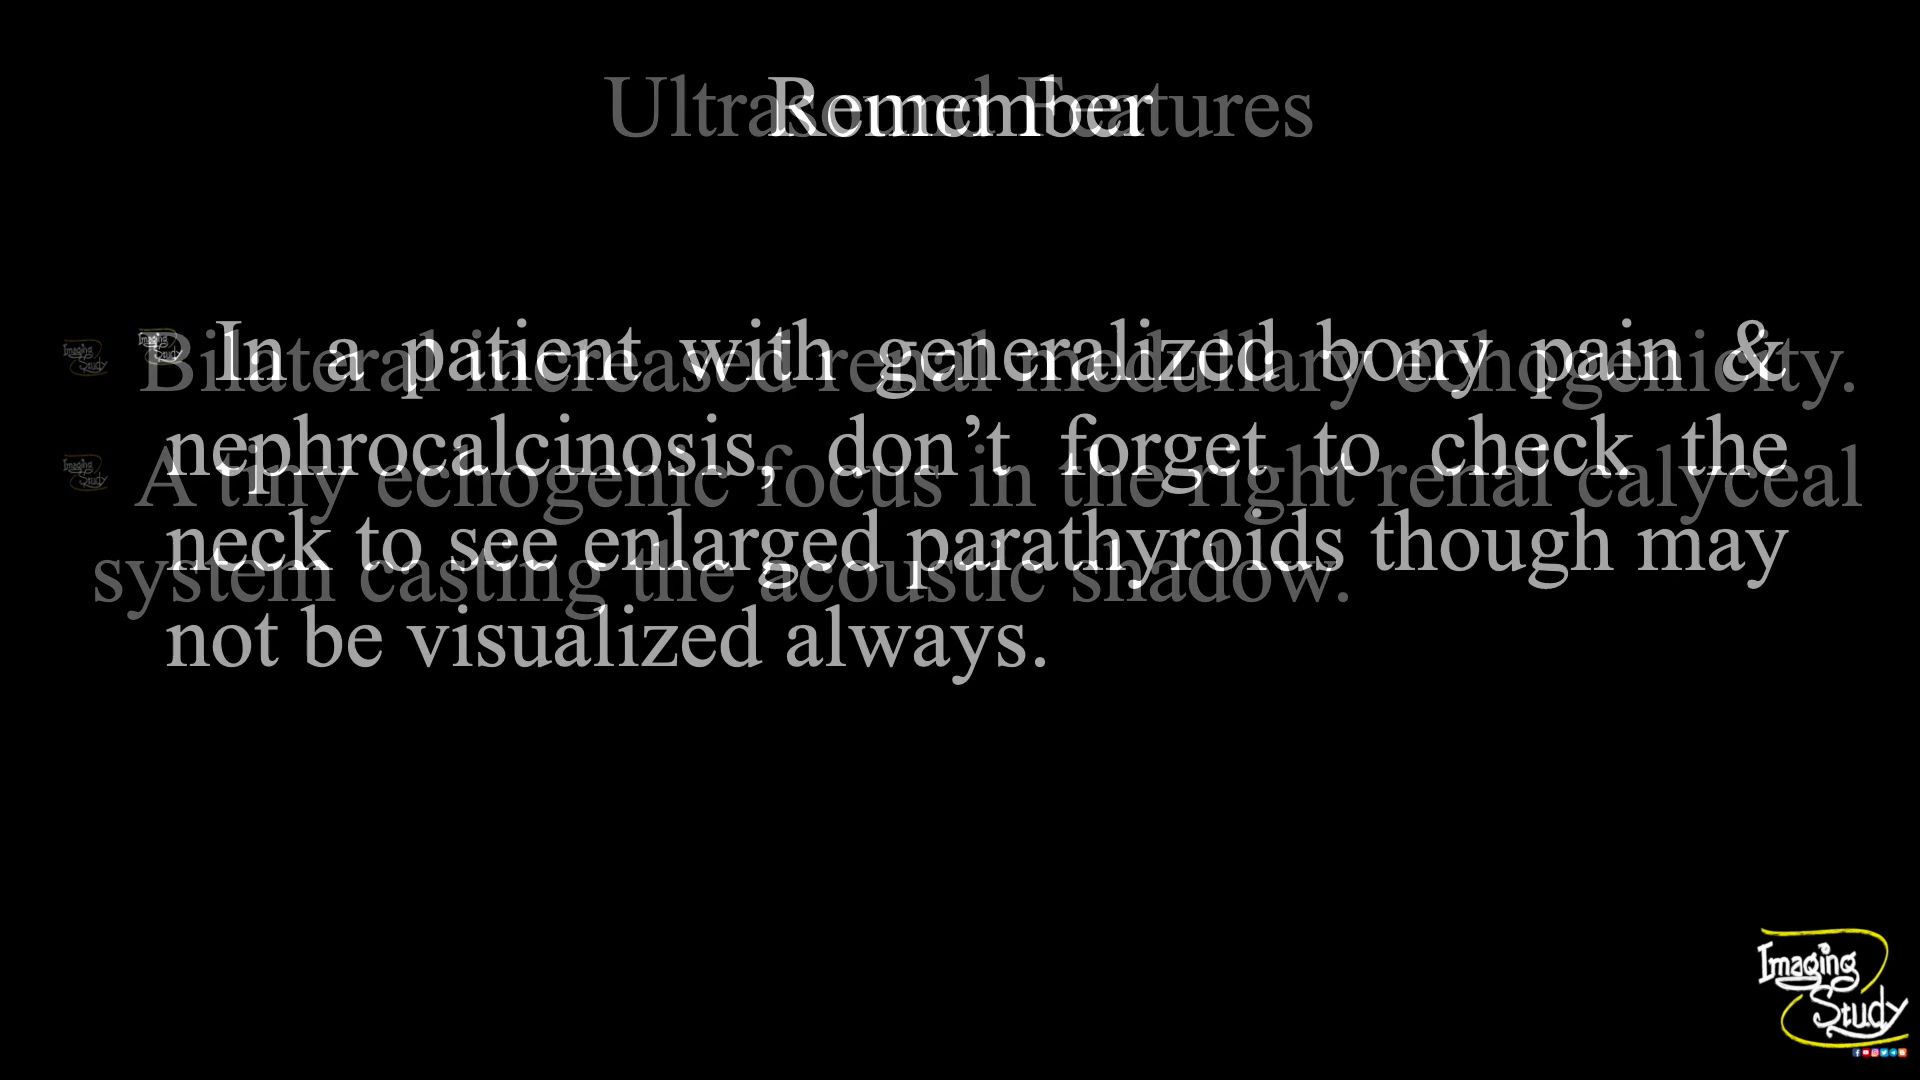 Ultrasound Features
Remember
Bilateral increased renal medullary echogenicity.
A tiny echogenic focus in the right renal calyceal
system casting the acoustic shadow.
In a patient with generalized bony pain &
nephrocalcinosis, don’t forget to check the
neck to see enlarged parathyroids though may
not be visualized always.
Imaging
Study